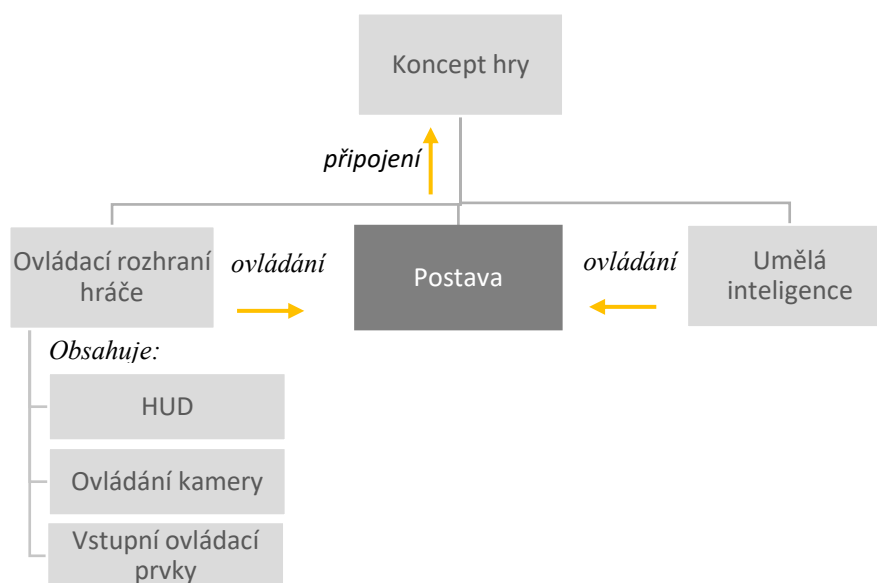 Koncept hry
připojení
Ovládací rozhraní
hráče
ovládání
Postava
ovládání
Umělá
inteligence
Obsahuje:
HUD
Ovládání kamery
Vstupní ovládací
prvky